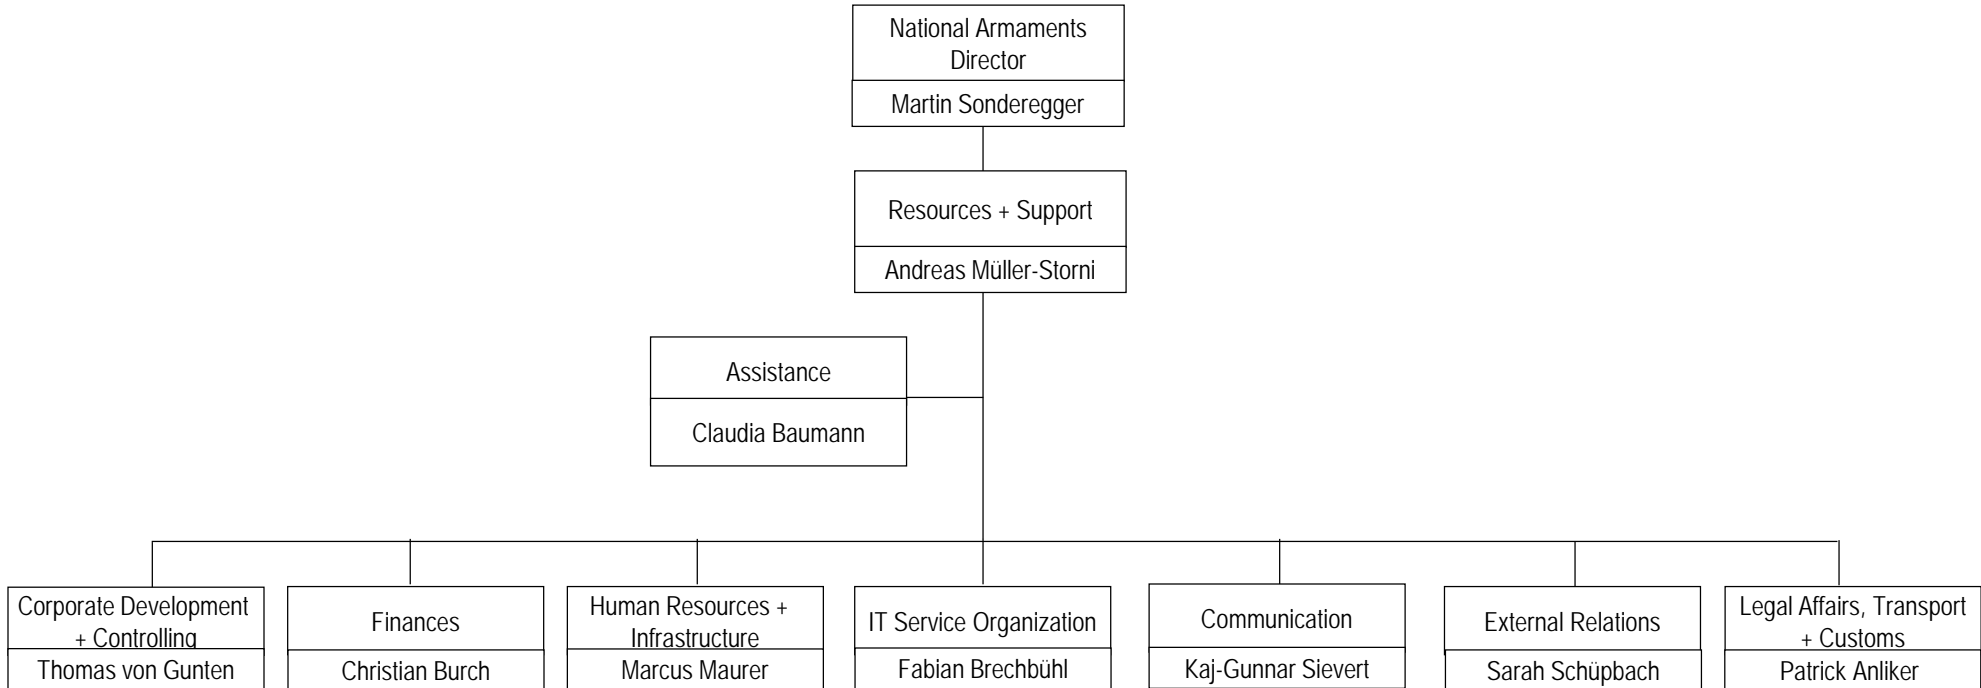 National Armaments
Director
Martin Sonderegger
Resources + Support
Andreas Müller-Storni
Assistance
Claudia Baumann
Corporate Development
+ Controlling
Thomas von Gunten
Finances
Christian Burch
Human Resources +
Infrastructure
Marcus Maurer
IT Service Organization
Fabian Brechbühl
Communication
Kaj-Gunnar Sievert
External Relations
Sarah Schüpbach
Legal Affairs, Transport
+ Customs
Patrick Anliker